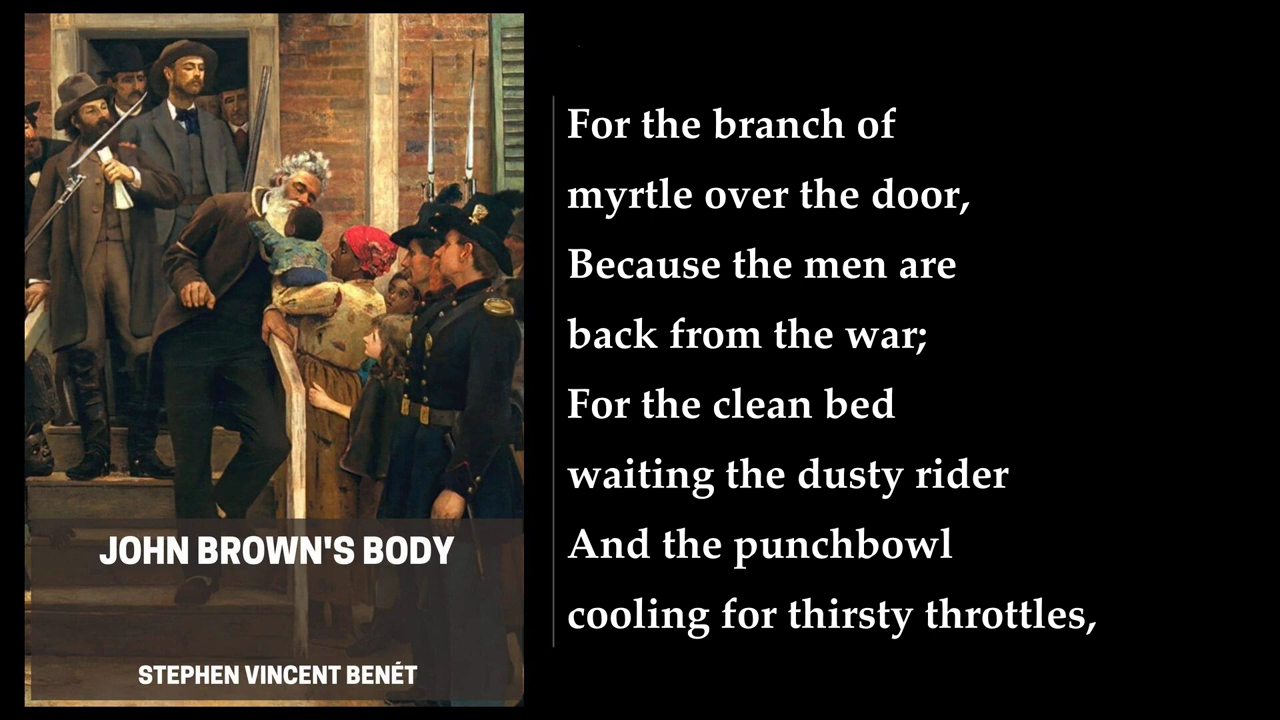 JOHN BROWN'S BODY
STEPHEN VINCENT BENÉT
For the branch of
myrtle over the door,
Because the men are
back from the war;
For the clean bed
waiting the dusty rider
And the punchbowl
cooling for thirsty throttles,